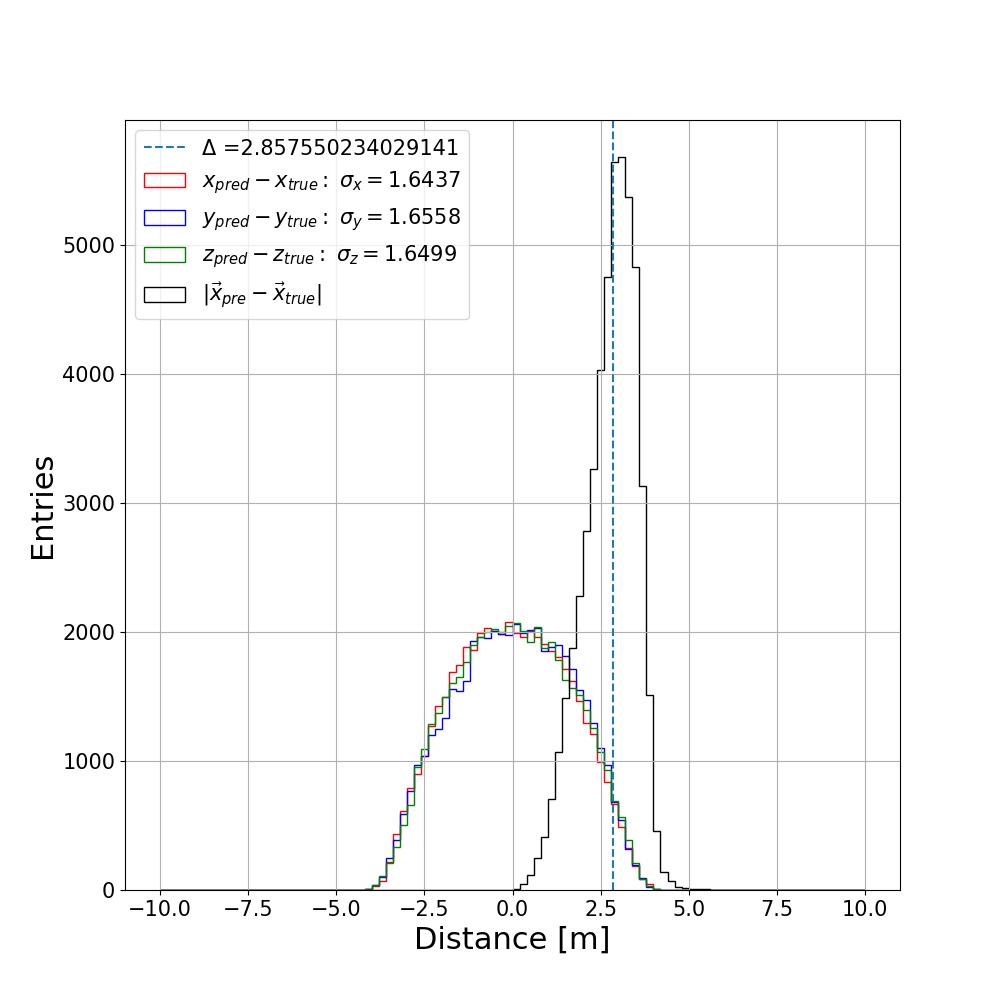 Δ =2.857550234029141
x_pred − x_true : σ_x = 1.6437
y_pred − y_true : σ_y = 1.6558
z_pred − z_true : σ_z = 1.6499
|x⃗_pre − x⃗_true|
5000
4000
3000
2000
1000
0
−10.0 −7.5 −5.0 −2.5 0.0 2.5 5.0 7.5 10.0
Entries
Distance [m]